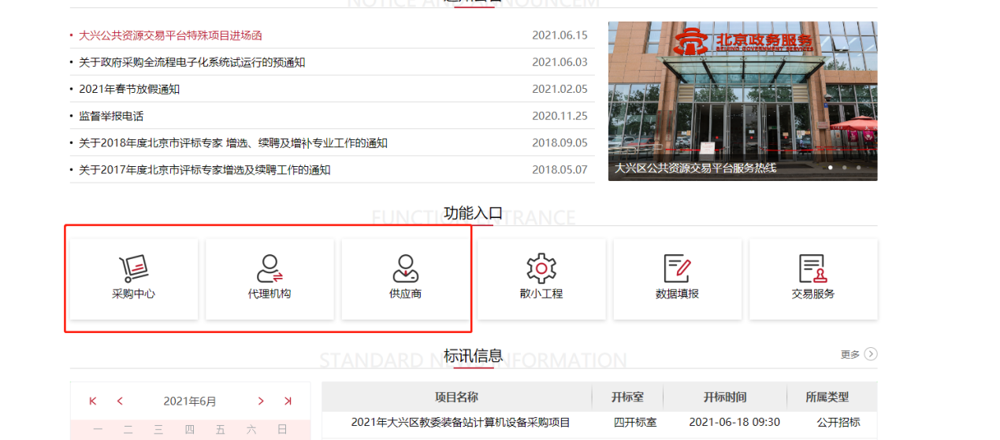 NOTICE AND ANNOUNCEM
通知公告
大兴公共资源交易平台特殊项目进场函 2021.06.15
关于政府采购全流程电子化系统试运行的预通知 2021.06.03
2021年春节放假通知 2021.02.05
监督举报电话 2020.11.25
关于2018年度北京市评标专家 增选、续聘及增补专业工作的通知 2018.09.05
关于2017年度北京市评标专家增选及续聘工作的通知 2018.05.07
北京政务服务
BEIJING GOVERNMENT SERVICES
大兴区公共资源交易平台服务热线
FUNCTION ENTRANCE
功能入口
采购中心
代理机构
供应商
散小工程
数据填报
交易服务
STANDARD NEWS INFORMATION
标讯信息
更多
2021年6月
一 二 三 四 五 六 日
项目名称 开标室 开标时间 所属类型
2021年大兴区教委装备站计算机设备采购项目 四开标室 2021-06-18 09:30 公开招标